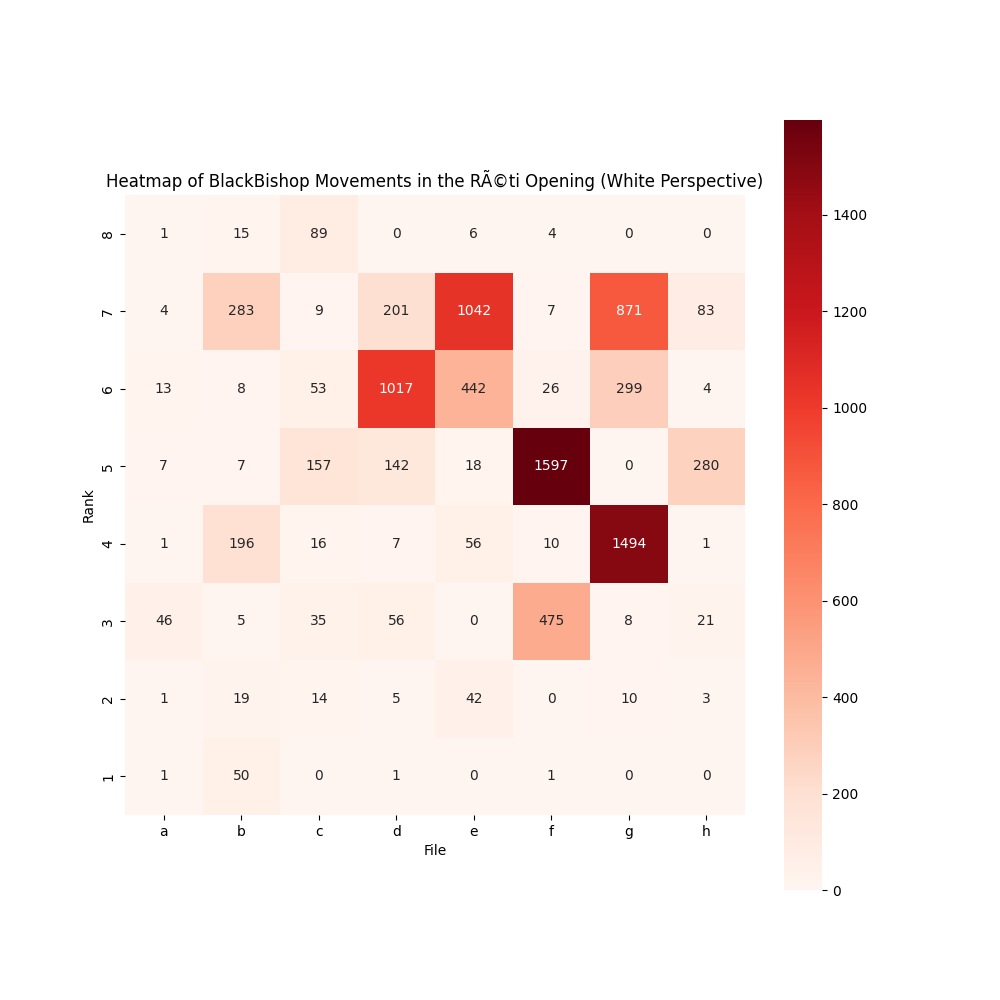 Heatmap of BlackBishop Movements in the RÃ©ti Opening (White Perspective)
8 1 15 89 0 6 4 0 0
7 4 283 9 201 1042 7 871 83
6 13 8 53 1017 442 26 299 4
5 7 7 157 142 18 1597 0 280
4 1 196 16 7 56 10 1494 1
3 46 5 35 56 0 475 8 21
2 1 19 14 5 42 0 10 3
1 1 50 0 1 0 1 0 0
a b c d e f g h
File
Rank
1400
1200
1000
800
600
400
200
0